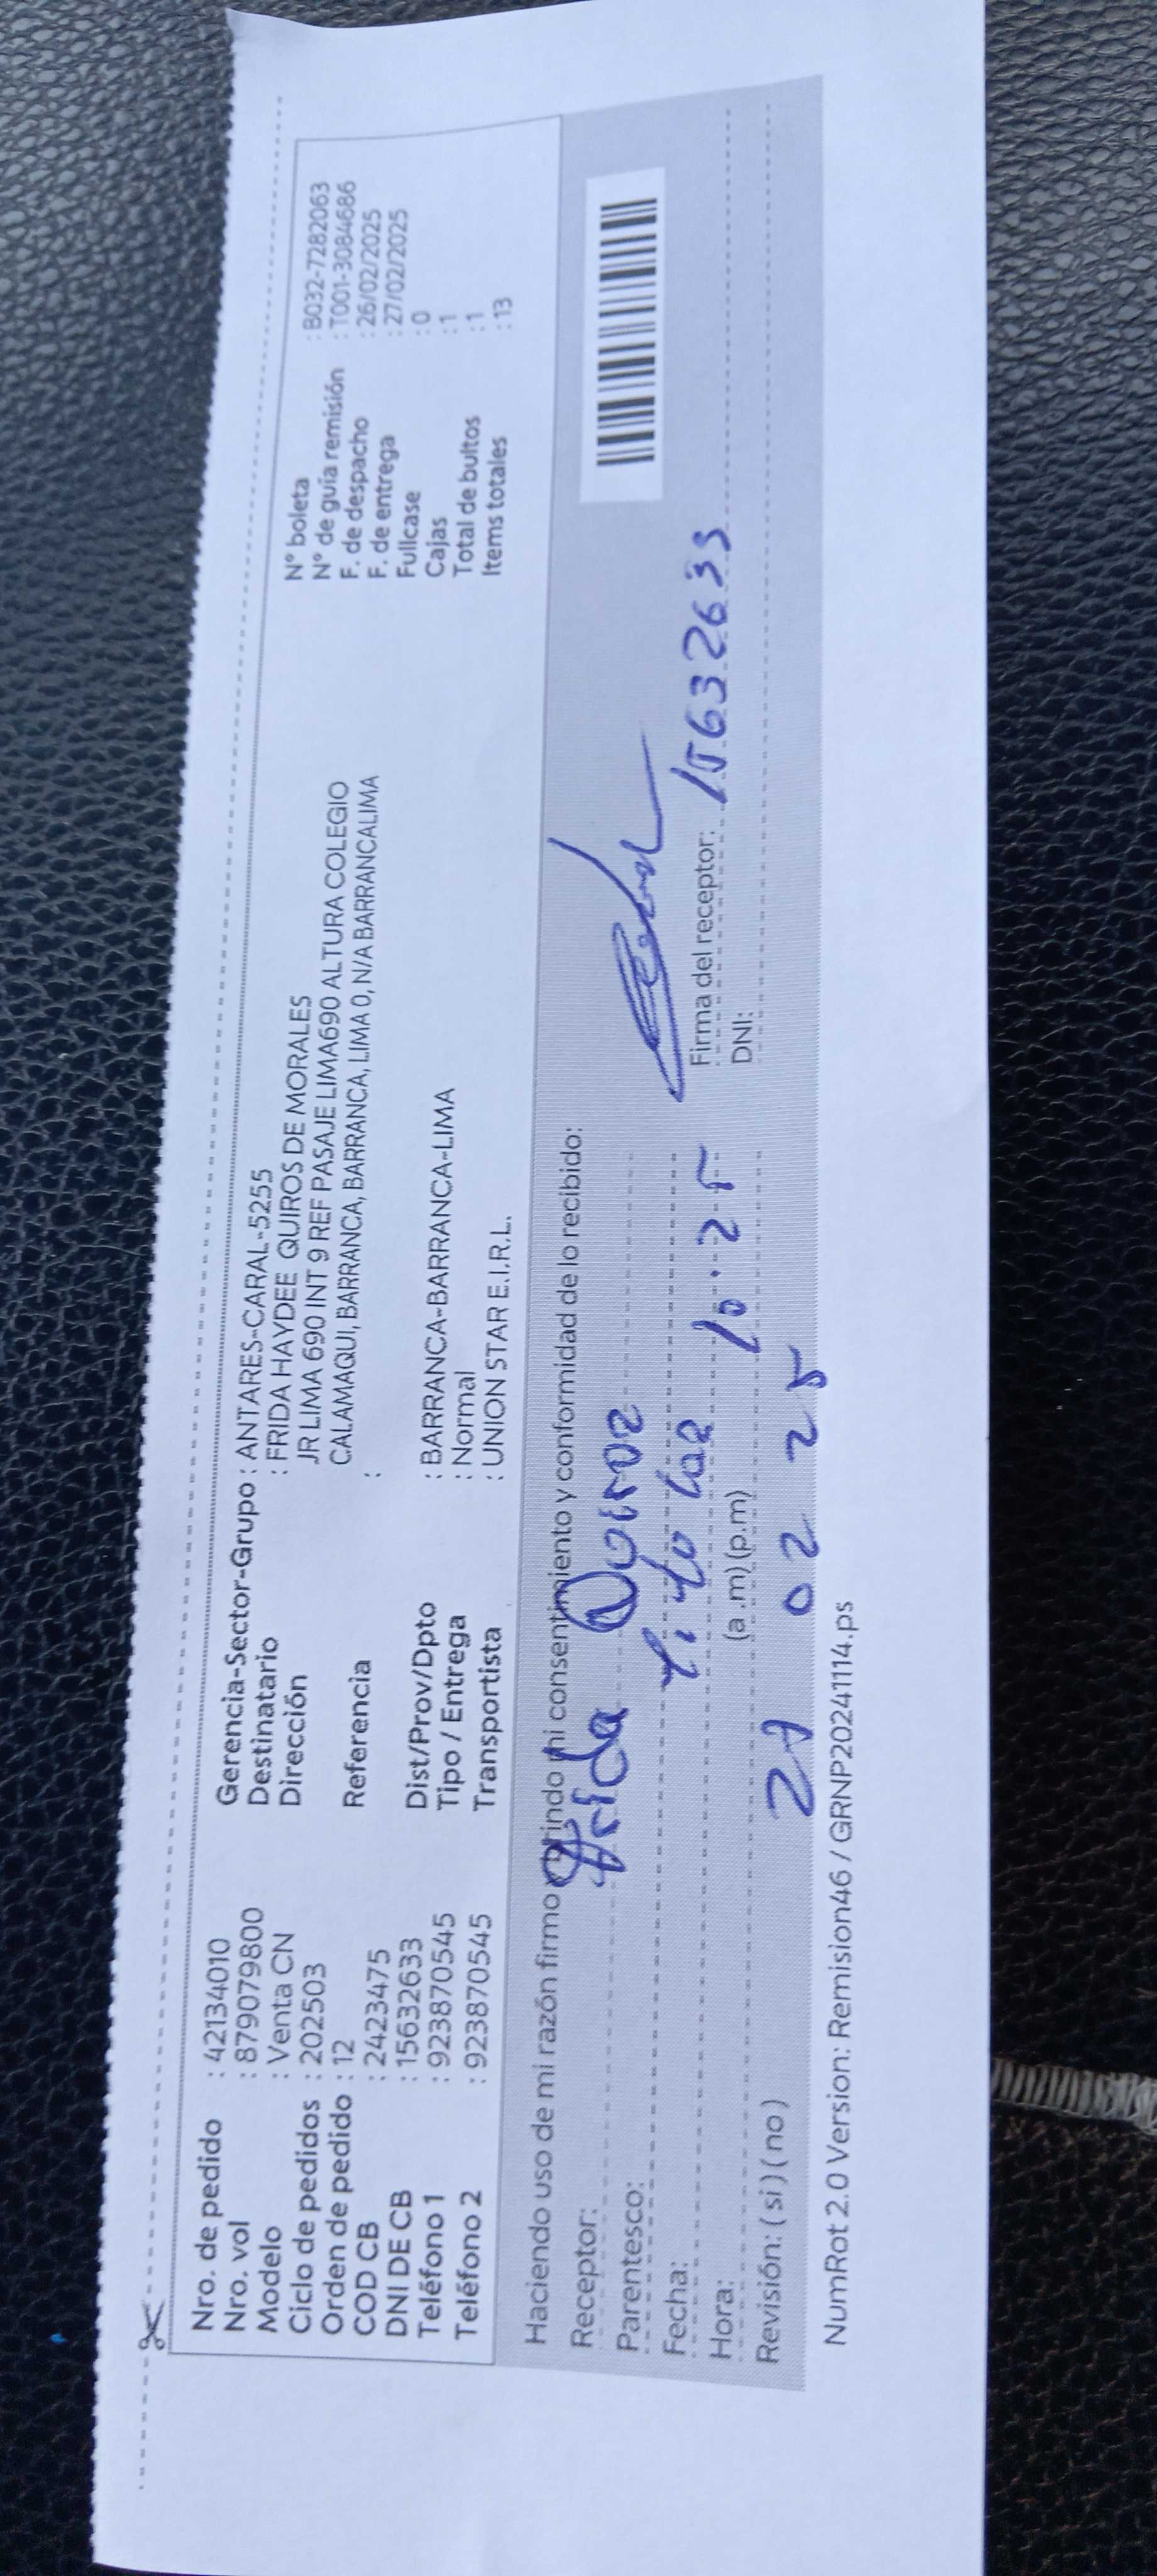 Nro. de pedido : 42134010
Nro. vol : 879079800
Modelo : Venta CN
Ciclo de pedidos : 202503
Orden de pedido : 12
COD CB : 2423475
DNI DE CB : 15632633
Teléfono 1 : 923870545
Teléfono 2 : 923870545
Gerencia-Sector-Grupo : ANTARES-CARAL-5255
Destinatario : FRIDA HAYDEE QUIROS DE MORALES
Dirección JR LIMA 690 INT 9 REF PASAJE LIMA690 ALTURA COLEGIO
CALAMAQUI, BARRANCA, BARRANCA, LIMA 0, N/A BARRANCALIMA
Referencia :
Dist/Prov/Dpto : BARRANCA-BARRANCA-LIMA
Tipo / Entrega : Normal
Transportista : UNION STAR E.I.R.L.
N° boleta : B032-7282063
N° de guía remisión : T001-3084686
F. de despacho : 26/02/2025
F. de entrega : 27/02/2025
Fullcase : 0
Cajas : 1
Total de bultos : 1
Items totales : 13
Haciendo uso de mi razón firmo brindo mi consentimiento y conformidad de lo recibido:
Receptor: Frida Quiroz
Parentesco: Titolar
Fecha: 10:25
Hora: (a .m) (p.m)
27 02 25
Revisión: ( si ) ( no )
Firma del receptor: 15632633
DNI:
NumRot 2.0 Version: Remision46 / GRNP20241114.ps